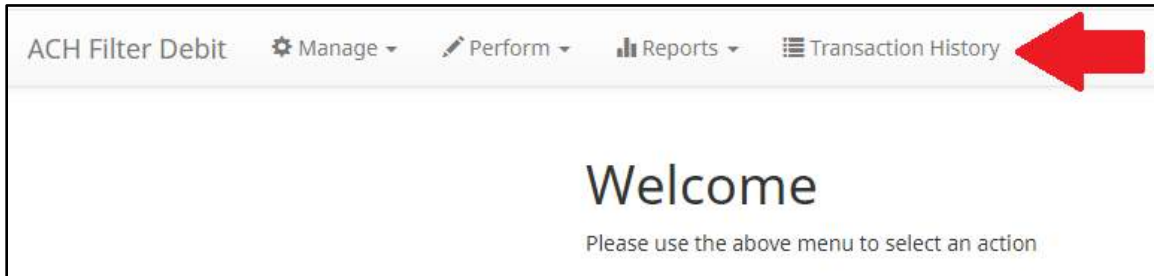 ACH Filter Debit Manage Perform Reports Transaction History
Welcome
Please use the above menu to select an action